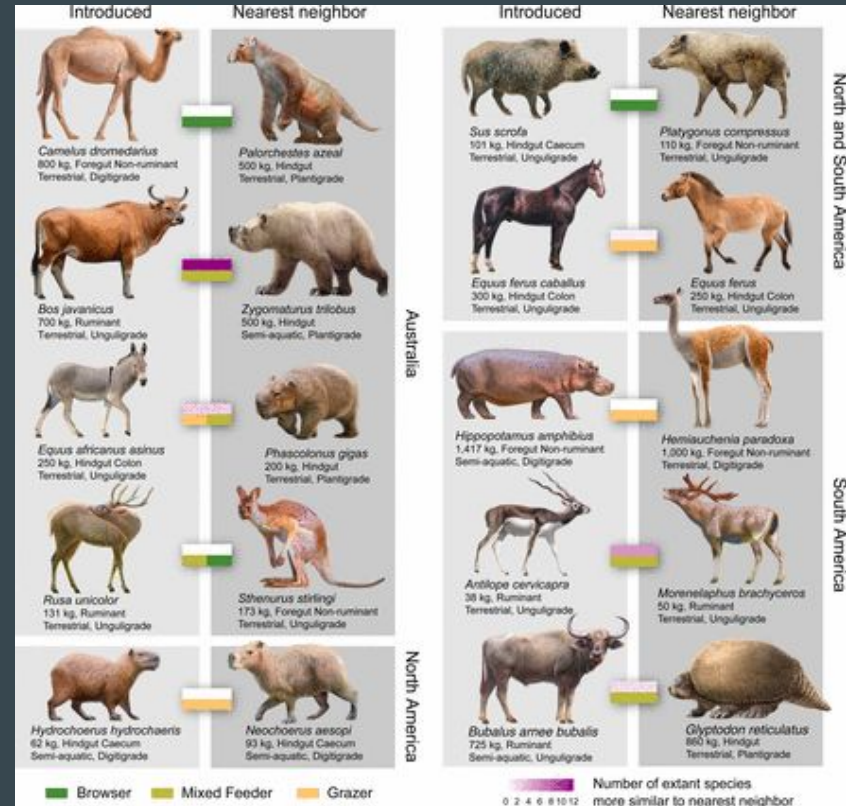 Introduced
Nearest neighbor
Camelus dromedarius
800 kg, Foregut Non-ruminant
Terrestrial, Digitigrade
Palorchestes azeal
500 kg, Hindgut
Terrestrial, Plantigrade
Bos javanicus
700 kg, Ruminant
Terrestrial, Unguligrade
Zygomaturus trilobus
500 kg, Hindgut
Semi-aquatic, Plantigrade
Equus africanus asinus
250 kg, Hindgut Colon
Terrestrial, Unguligrade
Phascolonus gigas
200 kg, Hindgut
Terrestrial, Plantigrade
Rusa unicolor
131 kg, Ruminant
Terrestrial, Unguligrade
Sthenurus stirlingi
173 kg, Foregut Non-ruminant
Terrestrial, Unguligrade
Australia
Hydrochoerus hydrochaeris
62 kg, Hindgut Caecum
Semi-aquatic, Digitigrade
Neochoerus aesopi
93 kg, Hindgut Caecum
Semi-aquatic, Digitigrade
North America
Browser
Mixed Feeder
Grazer
Introduced
Nearest neighbor
Sus scrofa
101 kg, Hindgut Caecum
Terrestrial, Unguligrade
Platygonus compressus
110 kg, Foregut Non-ruminant
Terrestrial, Unguligrade
Equus ferus caballus
300 kg, Hindgut Colon
Terrestrial, Unguligrade
Equus ferus
250 kg, Hindgut Colon
Terrestrial, Unguligrade
North and South America
Hippopotamus amphibius
1,417 kg, Foregut Non-ruminant
Semi-aquatic, Digitigrade
Hemiauchenia paradoxa
1,000 kg, Foregut Non-ruminant
Terrestrial, Digitigrade
Antilope cervicapra
38 kg, Ruminant
Terrestrial, Unguligrade
Morenelaphus brachyceros
50 kg, Ruminant
Terrestrial, Unguligrade
Bubalus arnee bubalis
725 kg, Ruminant
Semi-aquatic, Unguligrade
Glyptodon reticulatus
860 kg, Hindgut
Terrestrial, Plantigrade
South America
0 2 4 6 8 10 12
Number of extant species
more similar to nearest neighbor